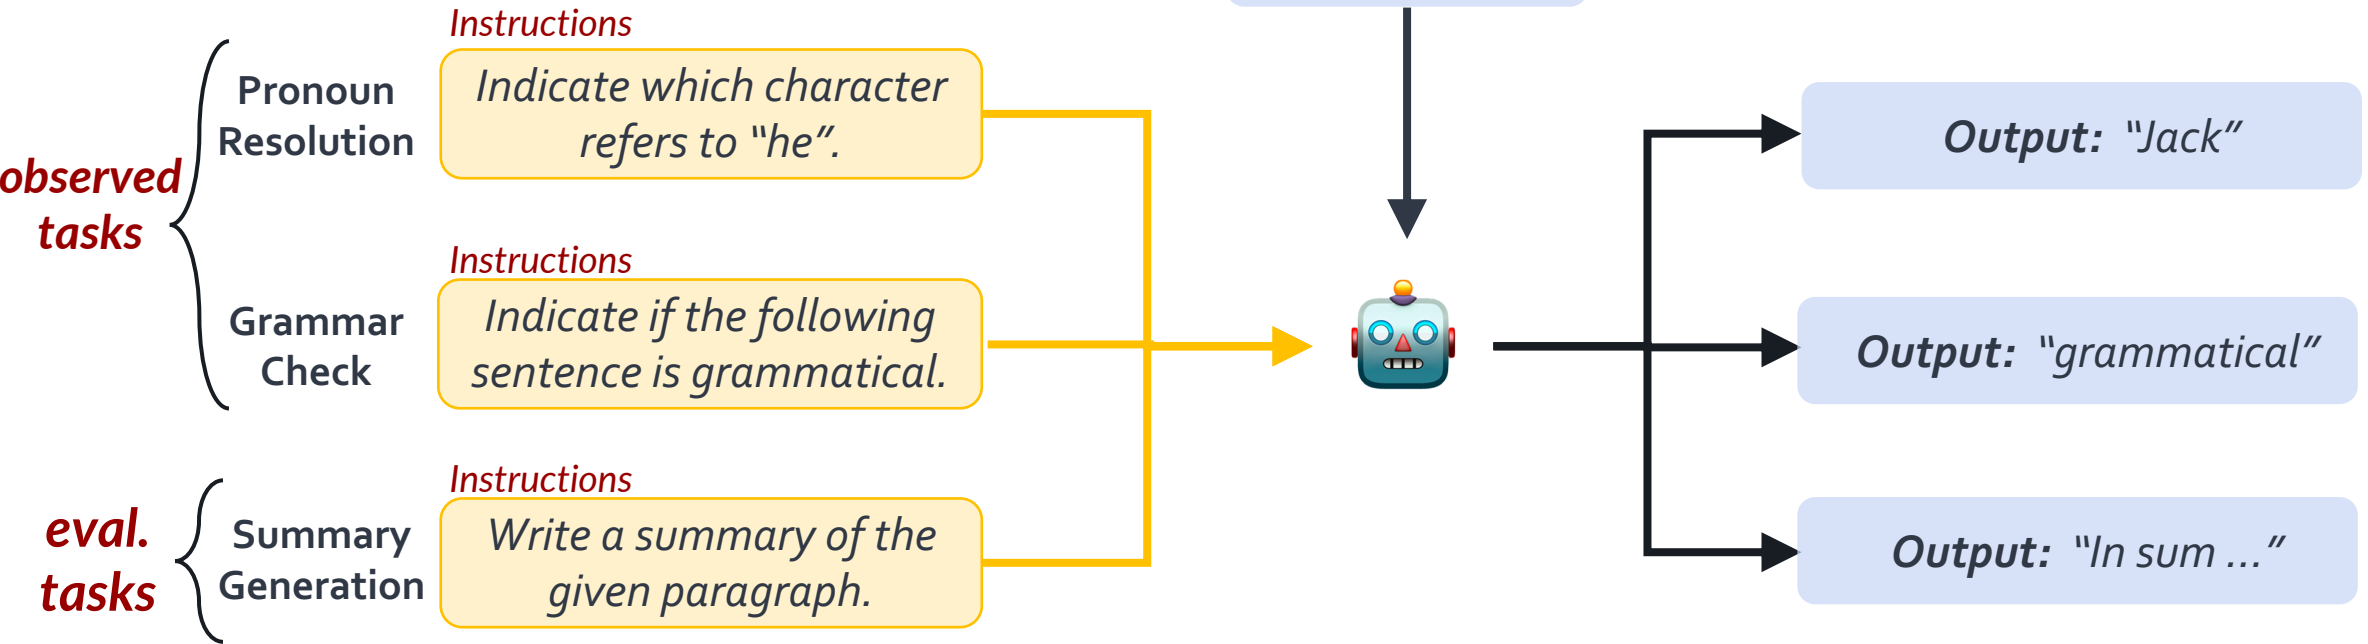 Instructions
Pronoun
Resolution
Indicate which character
refers to “he”.
Output: “Jack”
observed
tasks
Instructions
Grammar
Check
Indicate if the following
sentence is grammatical.
Output: “grammatical”
Instructions
eval.
tasks
Summary
Generation
Write a summary of the
given paragraph.
Output: “In sum …”